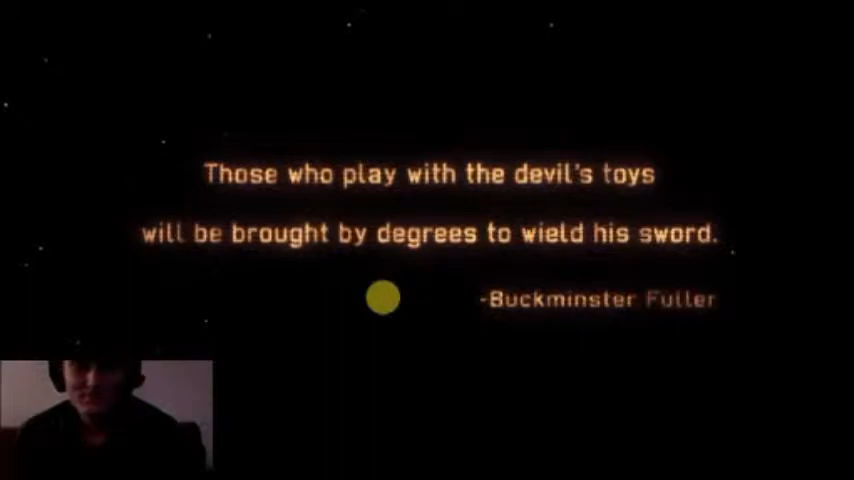 Those who play with the devil's toys
will be brought by degrees to wield his sword.
-Buckminster Fuller